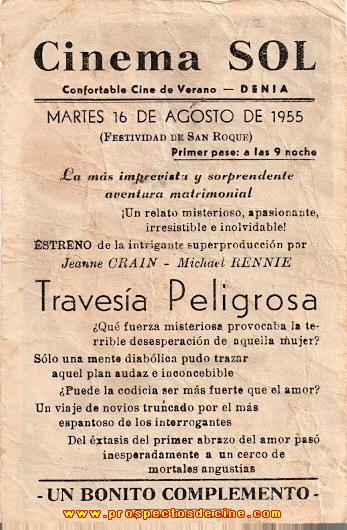 2
Cinema SOL
Confortable Cine de Verano — DENIA
MARTES 16 DE AGOSTO DE 1955
(FESTIVIDAD DE SAN ROQUE)
Primer pase: a las 9 noche
La más imprevista y sorprendente
aventura matrimonial
¡Un relato misterioso, apasionante,
irresistible e inolvidable!
ESTRENO de la intrigante superproducción por
Jeanne CRAIN - Michael RENNIE
Travesía Peligrosa
¿Qué fuerza misteriosa provocaba la te-
rrible desesperación de aquella mujer?
Sólo una mente diabólica pudo trazar
aquel plan audaz e inconcebible
¿Puede la codicia ser más fuerte que el amor?
Un viaje de novios truncado por el más
espantoso de los interrogantes
Del éxtasis del primer abrazo del amor pasó
inesperadamente a un cerco de
mortales angustias
- UN BONITO COMPLEMENTO -
www.prospectosdecine.com